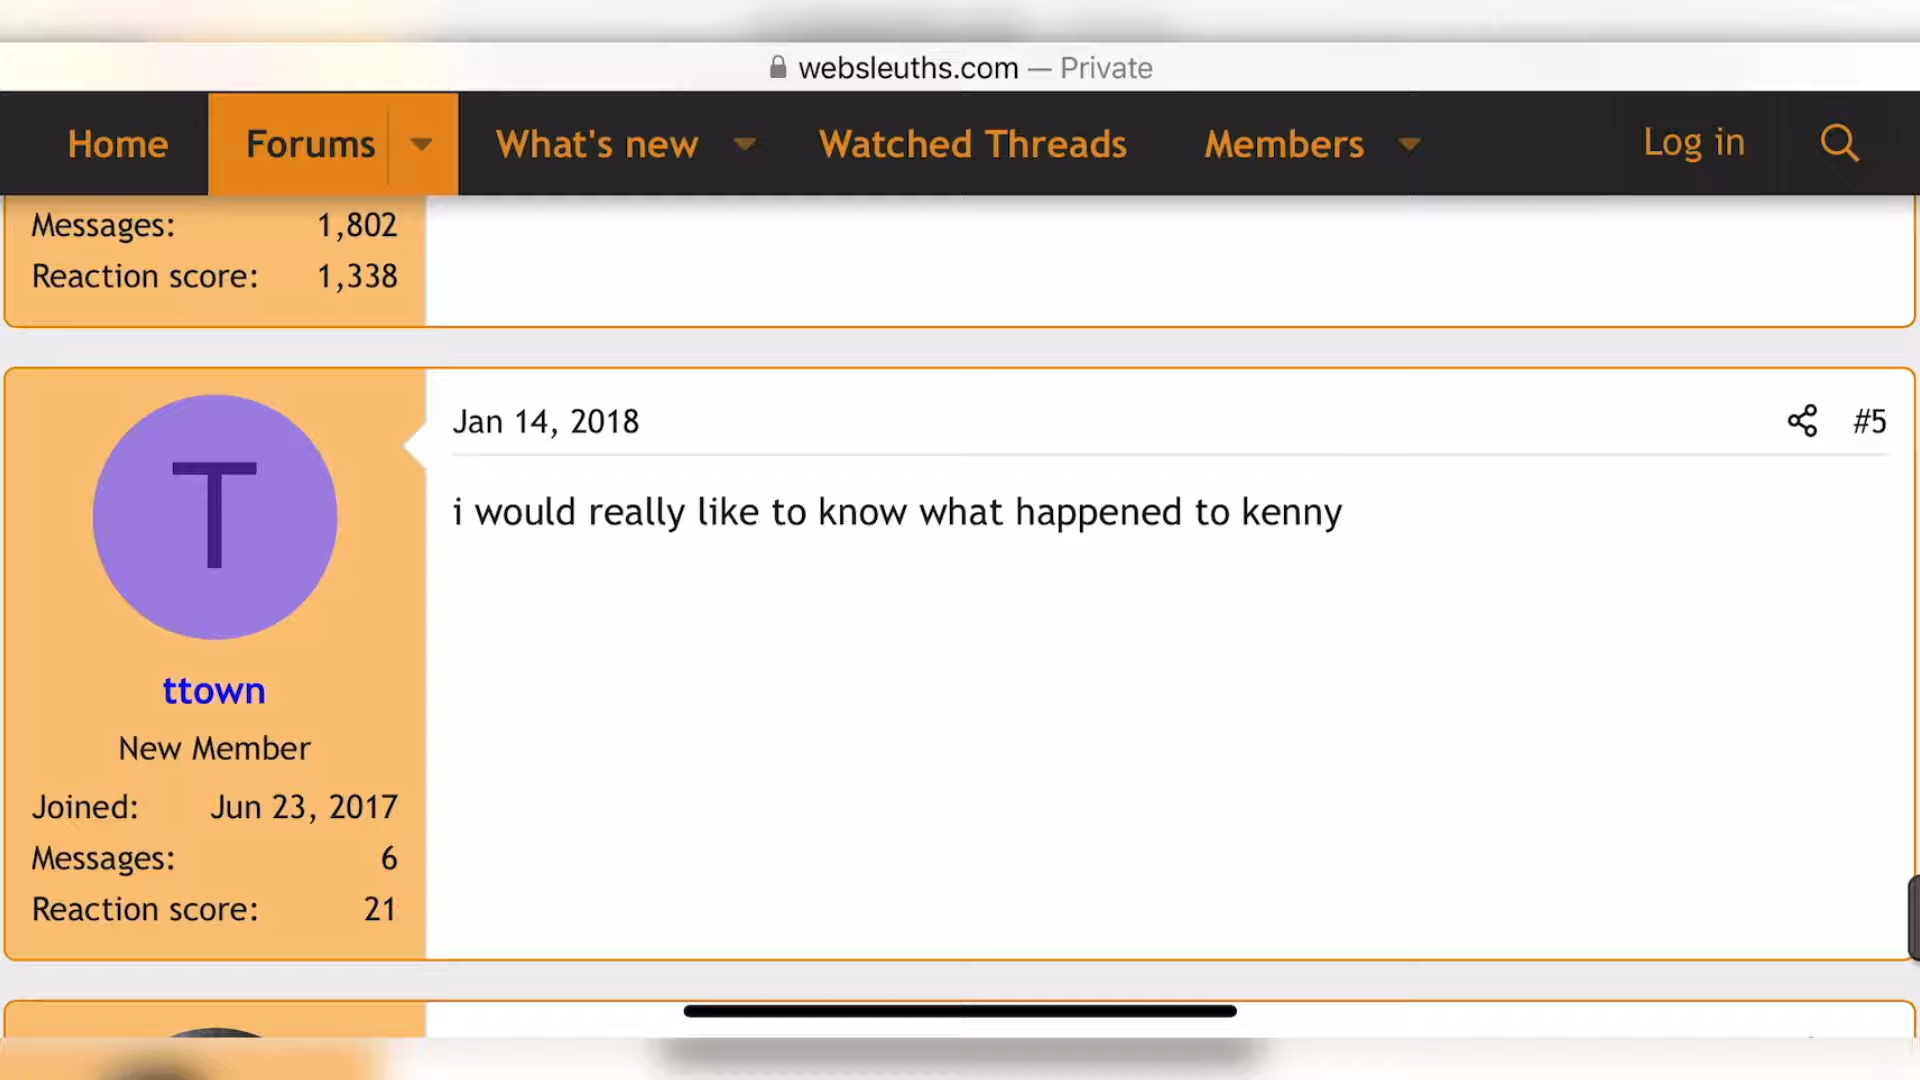 websleuths.com — Private
Home Forums What's new Watched Threads Members Log in
Messages: 1,802
Reaction score: 1,338
Jan 14, 2018 #5
i would really like to know what happened to kenny
T
ttown
New Member
Joined: Jun 23, 2017
Messages: 6
Reaction score: 21